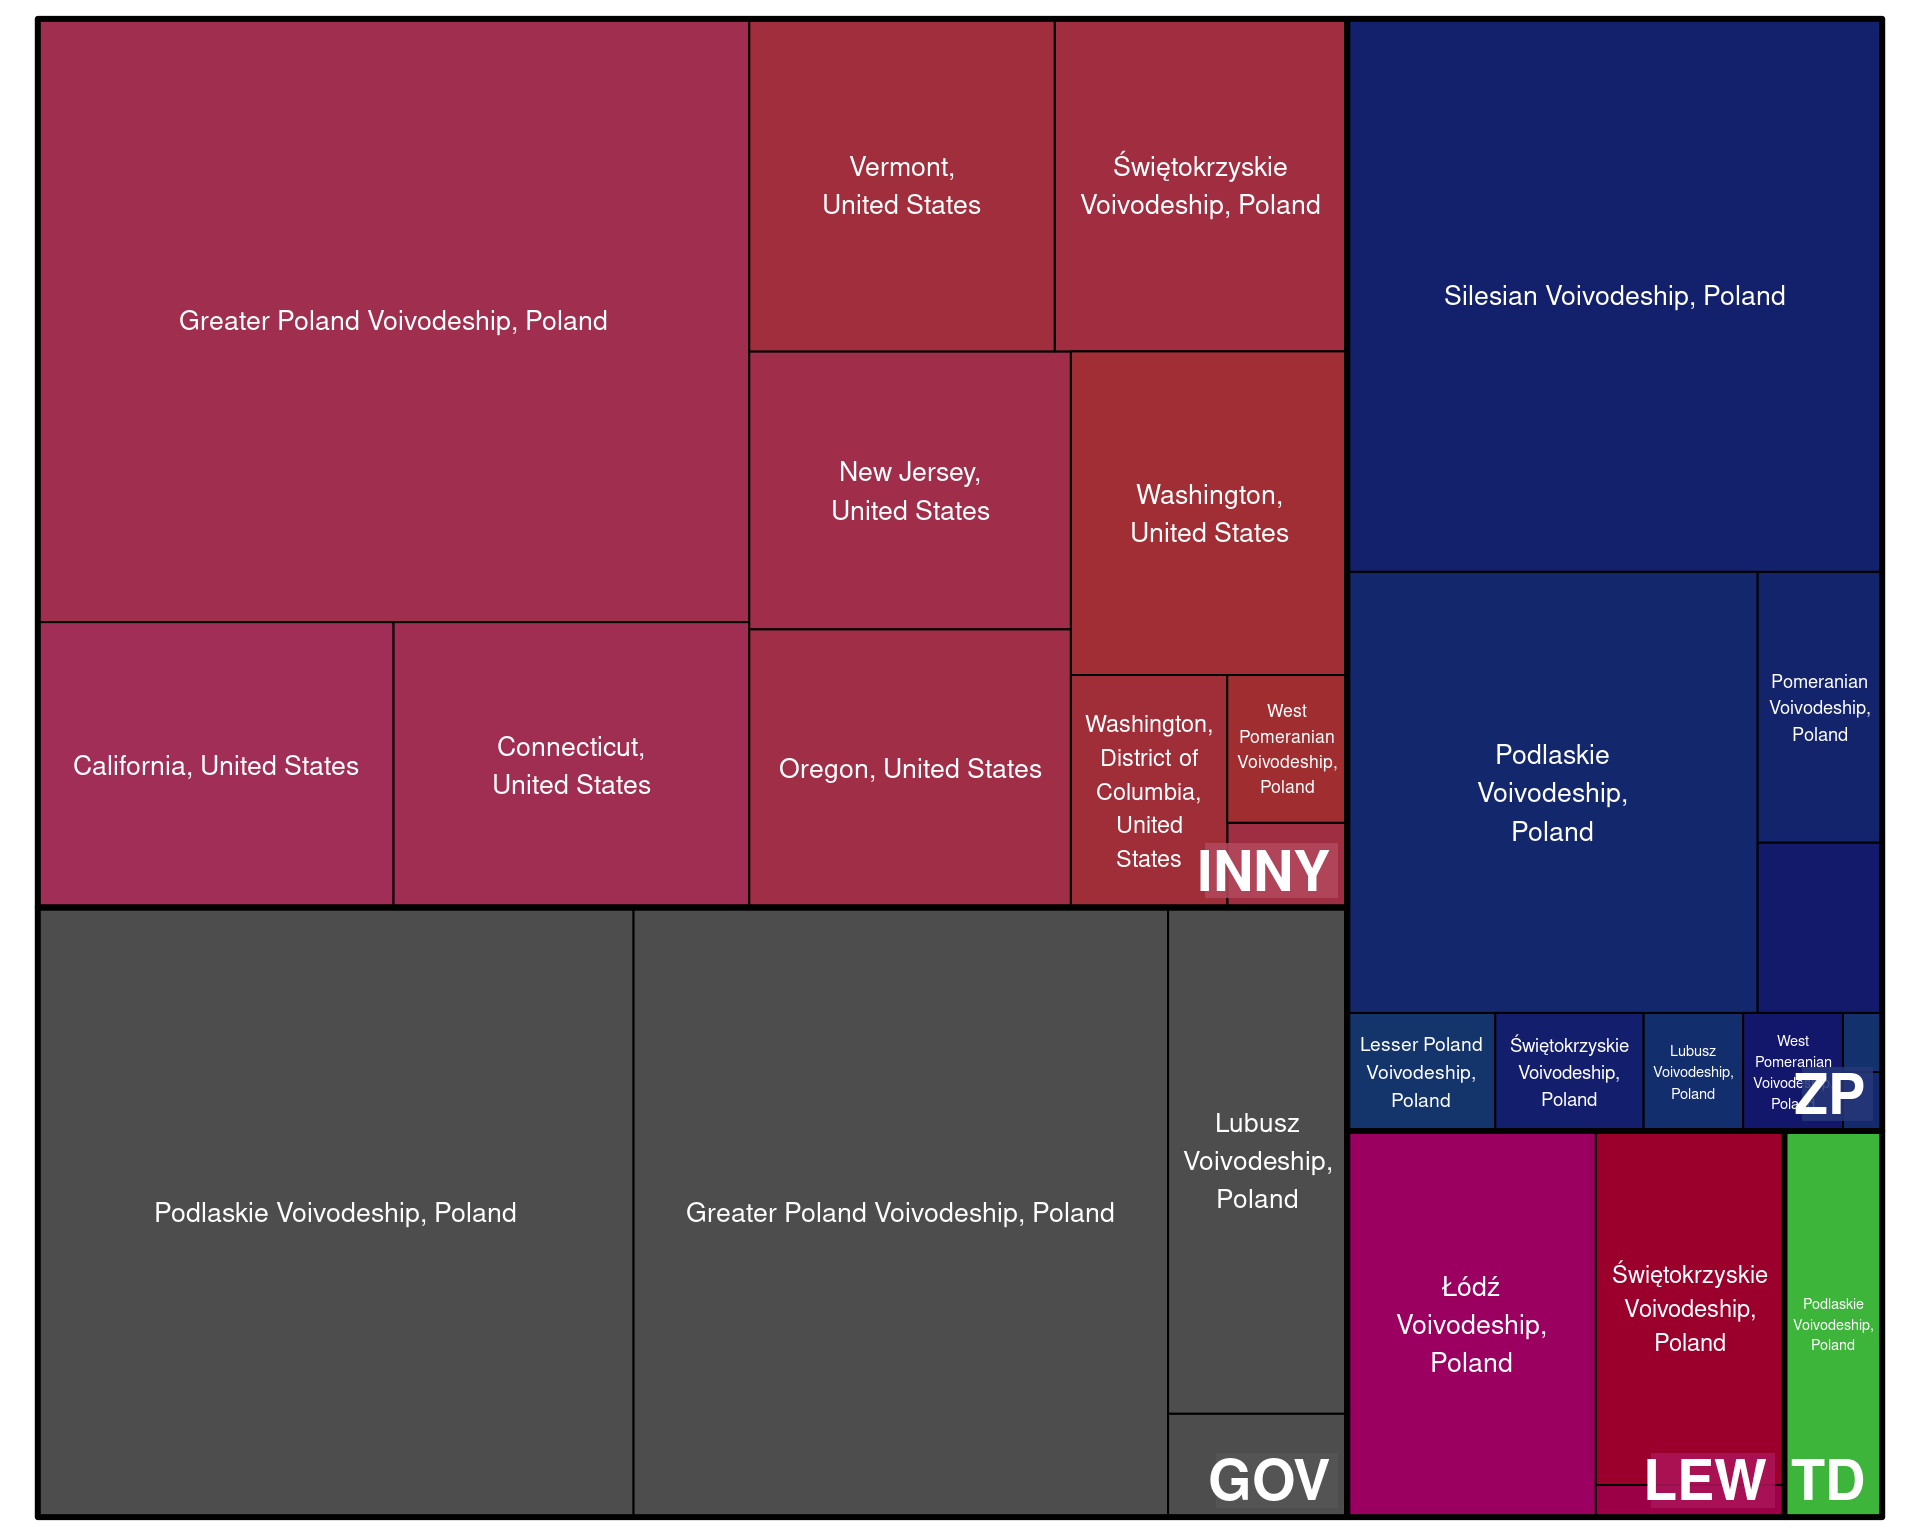 Greater Poland Voivodeship, Poland
Vermont,
United States
Świętokrzyskie
Voivodeship, Poland
New Jersey,
United States
Washington,
United States
California, United States
Connecticut,
United States
Oregon, United States
Washington,
District of
Columbia,
United
States
West
Pomeranian
Voivodeship,
Poland
INNY
Podlaskie Voivodeship, Poland
Greater Poland Voivodeship, Poland
Lubusz
Voivodeship,
Poland
GOV
Silesian Voivodeship, Poland
Podlaskie
Voivodeship,
Poland
Pomeranian
Voivodeship,
Poland
Lesser Poland
Voivodeship,
Poland
Świętokrzyskie
Voivodeship,
Poland
Lubusz
Voivodeship,
Poland
West
Pomeranian
Voivodeship,
Poland
ZP
Łódź
Voivodeship,
Poland
Świętokrzyskie
Voivodeship,
Poland
LEW
Podlaskie
Voivodeship,
Poland
TD